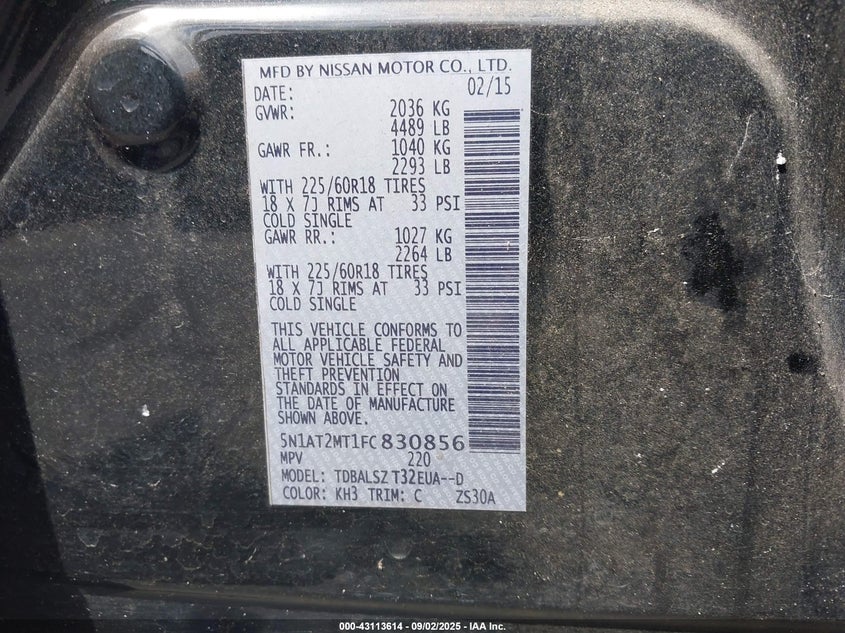 MFD BY NISSAN MOTOR CO., LTD.
DATE: 02/15
GVWR: 2036 KG
4489 LB
GAWR FR.: 1040 KG
2293 LB
WITH 225/60R18 TIRES
18 X 7J RIMS AT 33 PSI
COLD SINGLE
GAWR RR.: 1027 KG
2264 LB
WITH 225/60R18 TIRES
18 X 7J RIMS AT 33 PSI
COLD SINGLE
THIS VEHICLE CONFORMS TO
ALL APPLICABLE FEDERAL
MOTOR VEHICLE SAFETY AND
THEFT PREVENTION
STANDARDS IN EFFECT ON
THE DATE OF MANUFACTURE
SHOWN ABOVE.
5N1AT2MT1FC830856
MPV 220
MODEL: TDBALSZ T32EUA--D
COLOR: KH3 TRIM: C ZS30A
000-43113614 - 09/02/2025 - IAA Inc.